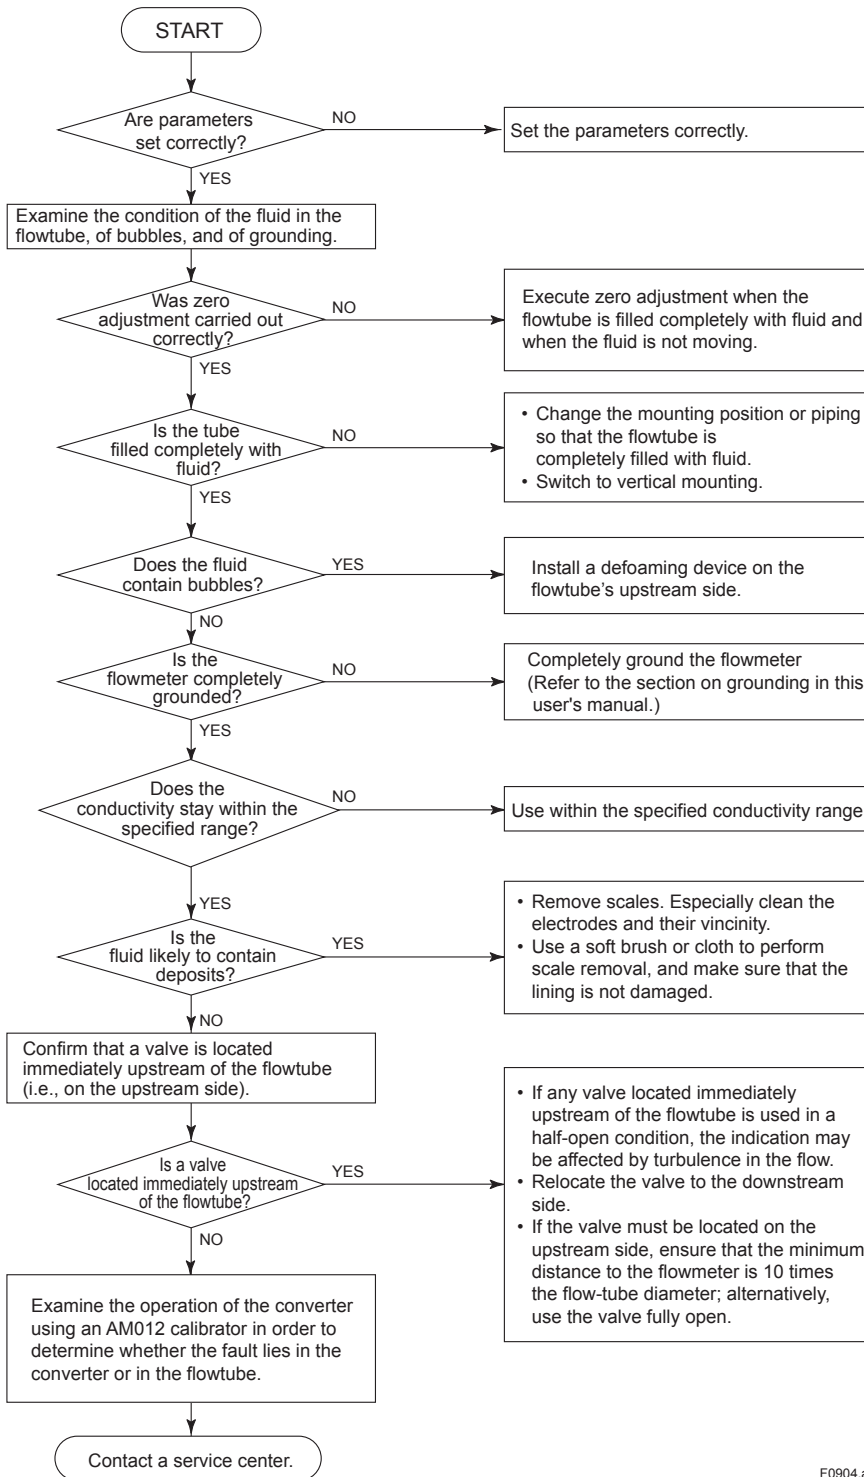 START
Are parameters
set correctly?
NO
Set the parameters correctly.
YES
Examine the condition of the fluid in the
flowtube, of bubbles, and of grounding.
Was zero
adjustment carried out
correctly?
NO
Execute zero adjustment when the
flowtube is filled completely with fluid and
when the fluid is not moving.
YES
Is the tube
filled completely with
fluid?
NO
• Change the mounting position or piping
so that the flowtube is
completely filled with fluid.
• Switch to vertical mounting.
YES
Does the fluid
contain bubbles?
YES
Install a defoaming device on the
flowtube's upstream side.
NO
Is the
flowmeter completely
grounded?
NO
Completely ground the flowmeter
(Refer to the section on grounding in this
user's manual.)
YES
Does the
conductivity stay within the
specified range?
NO
Use within the specified conductivity range
YES
Is the
fluid likely to contain
deposits?
YES
• Remove scales. Especially clean the
electrodes and their vincinity.
• Use a soft brush or cloth to perform
scale removal, and make sure that the
lining is not damaged.
NO
Confirm that a valve is located
immediately upstream of the flowtube
(i.e., on the upstream side).
Is a valve
located immediately upstream
of the flowtube?
YES
• If any valve located immediately
upstream of the flowtube is used in a
half-open condition, the indication may
be affected by turbulence in the flow.
• Relocate the valve to the downstream
side.
• If the valve must be located on the
upstream side, ensure that the minimum
distance to the flowmeter is 10 times
the flow-tube diameter; alternatively,
use the valve fully open.
NO
Examine the operation of the converter
using an AM012 calibrator in order to
determine whether the fault lies in the
converter or in the flowtube.
Contact a service center.